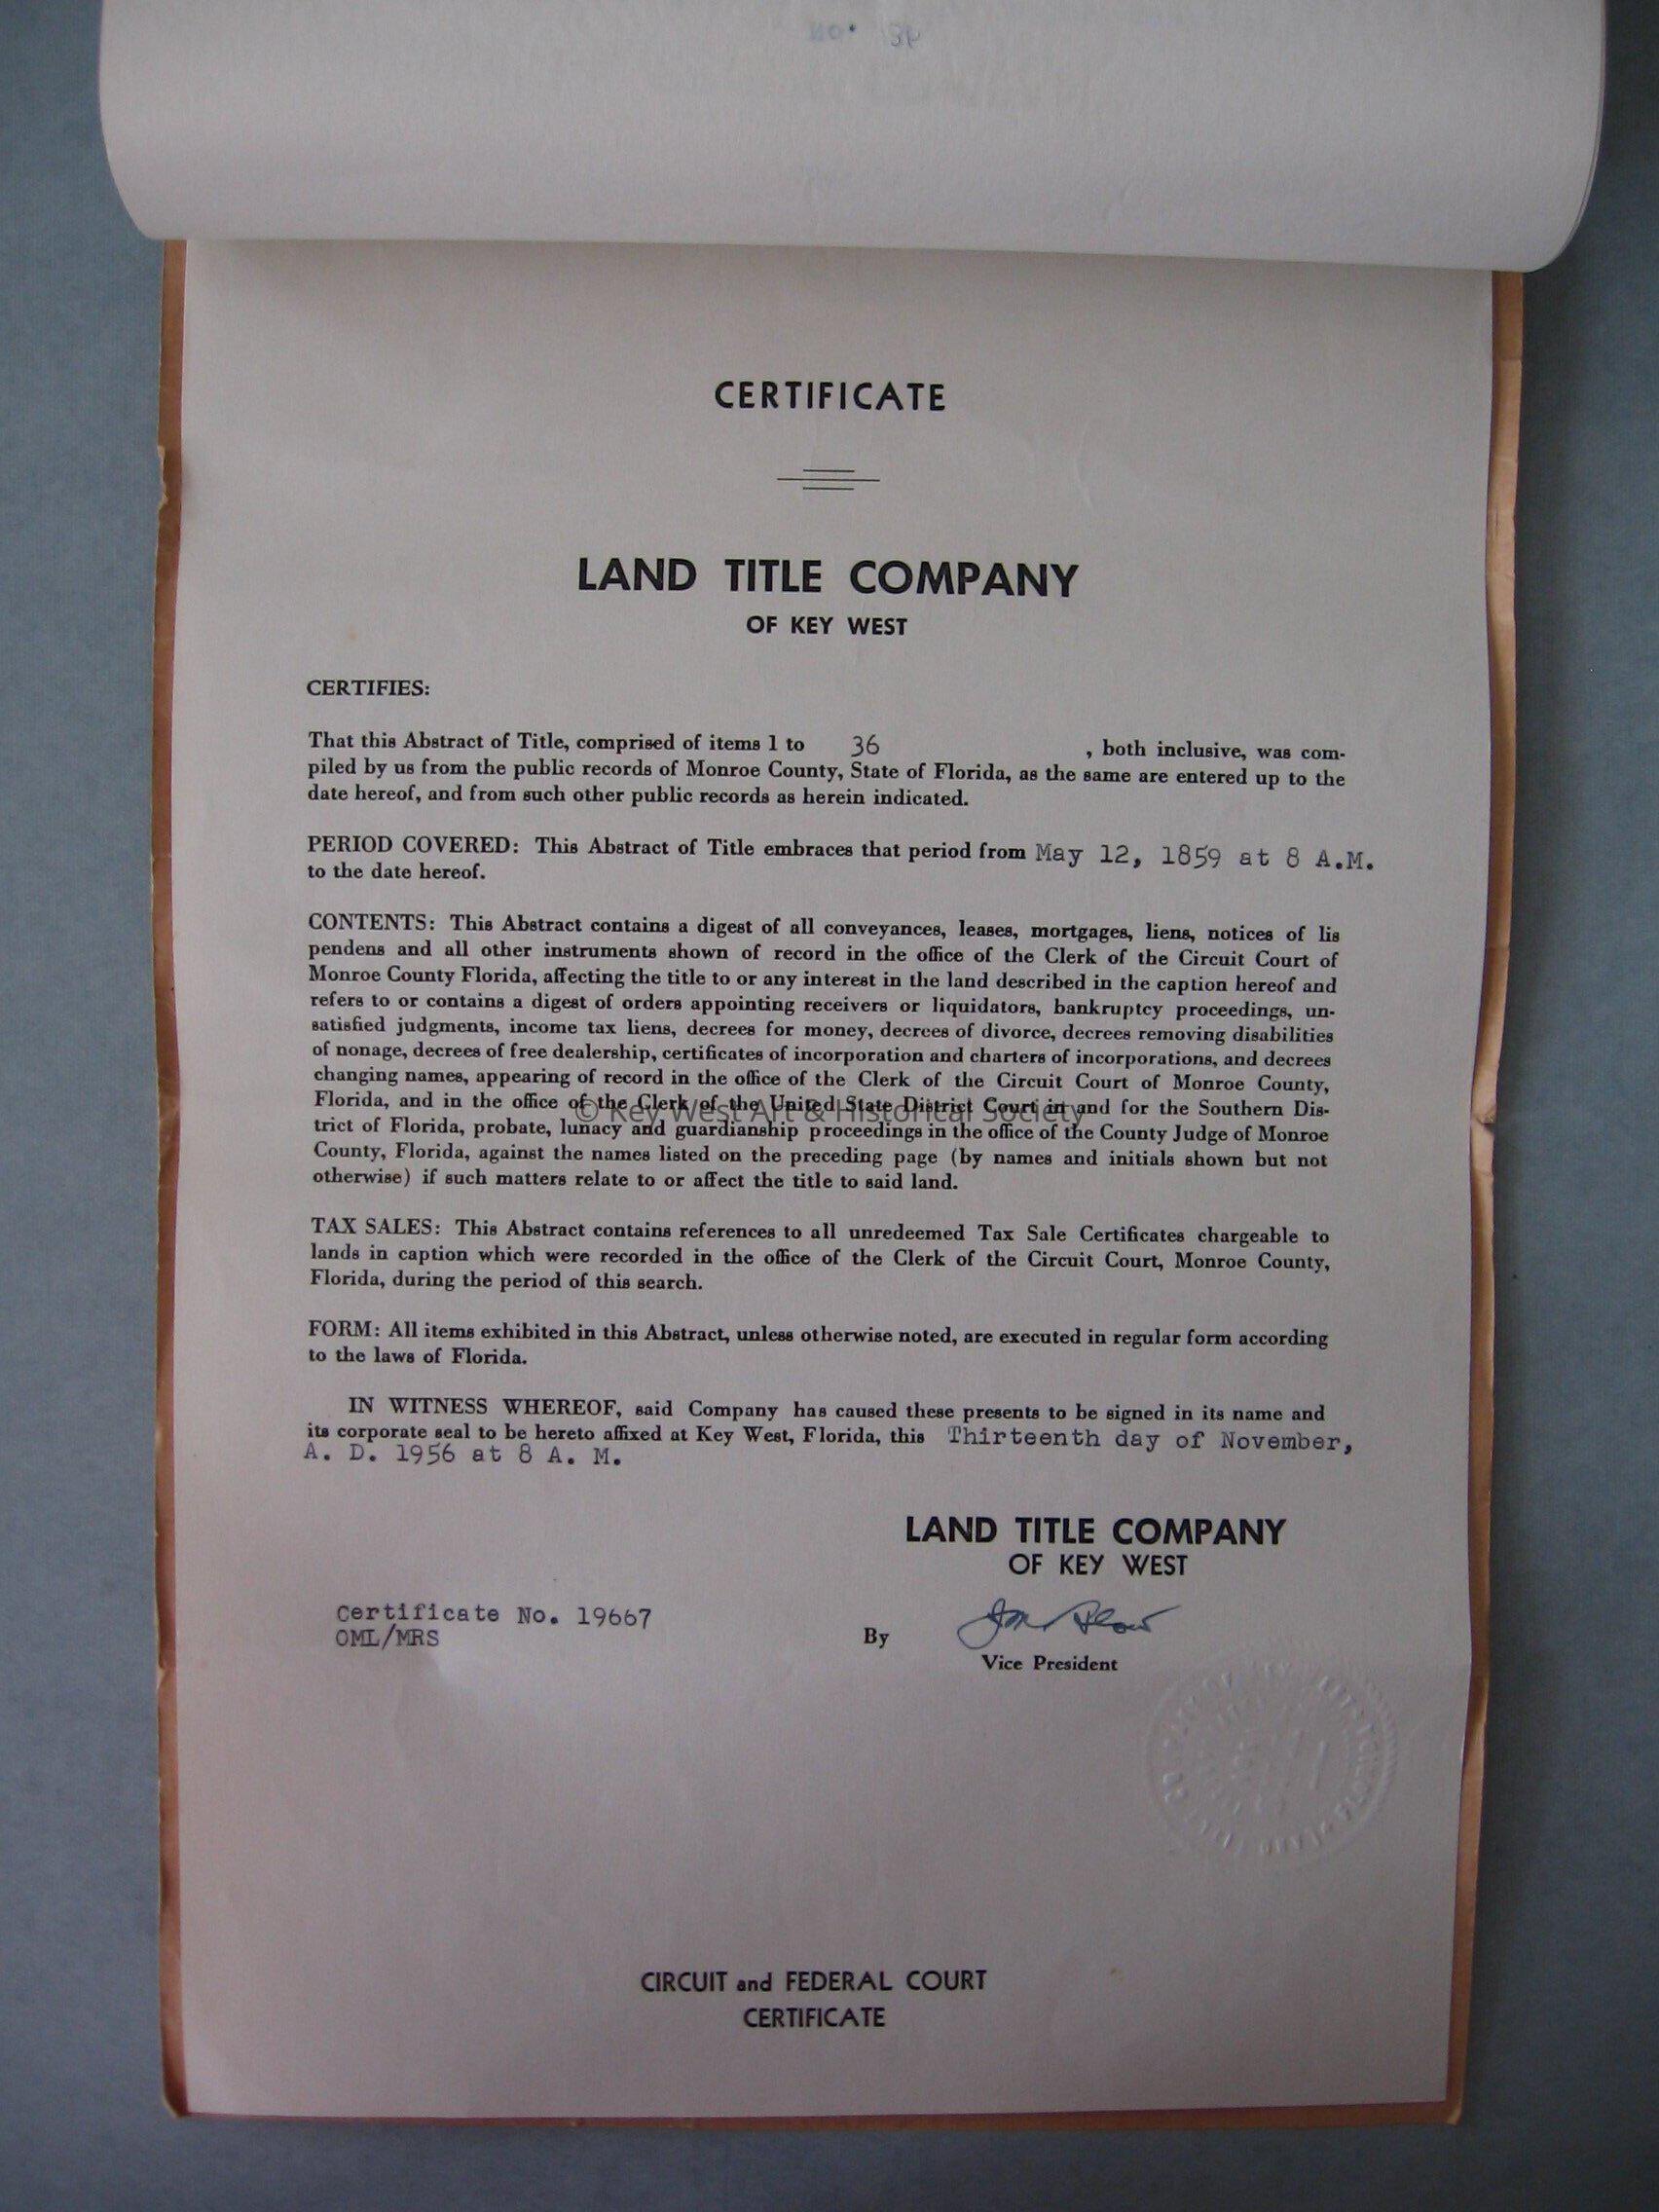 CERTIFICATE
LAND TITLE COMPANY
OF KEY WEST
CERTIFIES:
That this Abstract of Title, comprised of items 1 to 36 , both inclusive, was com-
piled by us from the public records of Monroe County, State of Florida, as the same are entered up to the
date hereof, and from such other public records as herein indicated.
PERIOD COVERED: This Abstract of Title embraces that period from May 12, 1859 at 8 A.M.
to the date hereof.
CONTENTS: This Abstract contains a digest of all conveyances, leases, mortgages, liens, notices of lis
pendens and all other instruments shown of record in the office of the Clerk of the Circuit Court of
Monroe County Florida, affecting the title to or any interest in the land described in the caption hereof and
refers to or contains a digest of orders appointing receivers or liquidators, bankruptcy proceedings, un-
satisfied judgments, income tax liens, decrees for money, decrees of divorce, decrees removing disabilities
of nonage, decrees of free dealership, certificates of incorporation and charters of incorporations, and decrees
changing names, appearing of record in the office of the Clerk of the Circuit Court of Monroe County,
Florida, and in the office of the Clerk of the United State District Court in and for the Southern Dis-
© Key West Art & Historical Society
trict of Florida, probate, lunacy and guardianship proceedings in the office of the County Judge of Monroe
County, Florida, against the names listed on the preceding page (by names and initials shown but not
otherwise) if such matters relate to or affect the title to said land.
TAX SALES: This Abstract contains references to all unredeemed Tax Sale Certificates chargeable to
lands in caption which were recorded in the office of the Clerk of the Circuit Court, Monroe County,
Florida, during the period of this search.
FORM: All items exhibited in this Abstract, unless otherwise noted, are executed in regular form according
to the laws of Florida.
IN WITNESS WHEREOF, said Company has caused these presents to be signed in its name and
its corporate seal to be hereto affixed at Key West, Florida, this Thirteenth day of November,
A. D. 1956 at 8 A. M.
LAND TITLE COMPANY
OF KEY WEST
Certificate No. 19667
OML/MRS
By
Vice President
CIRCUIT and FEDERAL COURT
CERTIFICATE